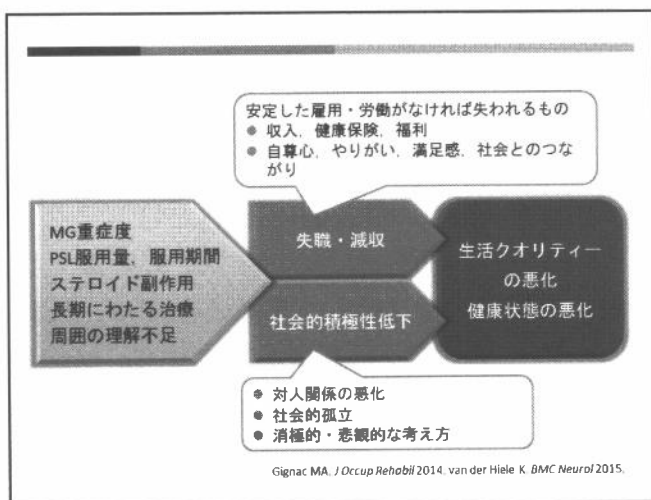 安定した雇用・労働がなければ失われるもの
● 収入，健康保険，福利
● 自尊心，やりがい，満足感，社会とのつな
がり
MG重症度
PSL服用量，服用期間
ステロイド副作用
長期にわたる治療
周囲の理解不足
失職・減収
社会的積極性低下
生活クオリティー
の悪化
健康状態の悪化
● 対人関係の悪化
● 社会的孤立
● 消極的・悲観的な考え方
Gignac MA, J Occup Rehabil 2014, van der Hiele K. BMC Neurol 2015.